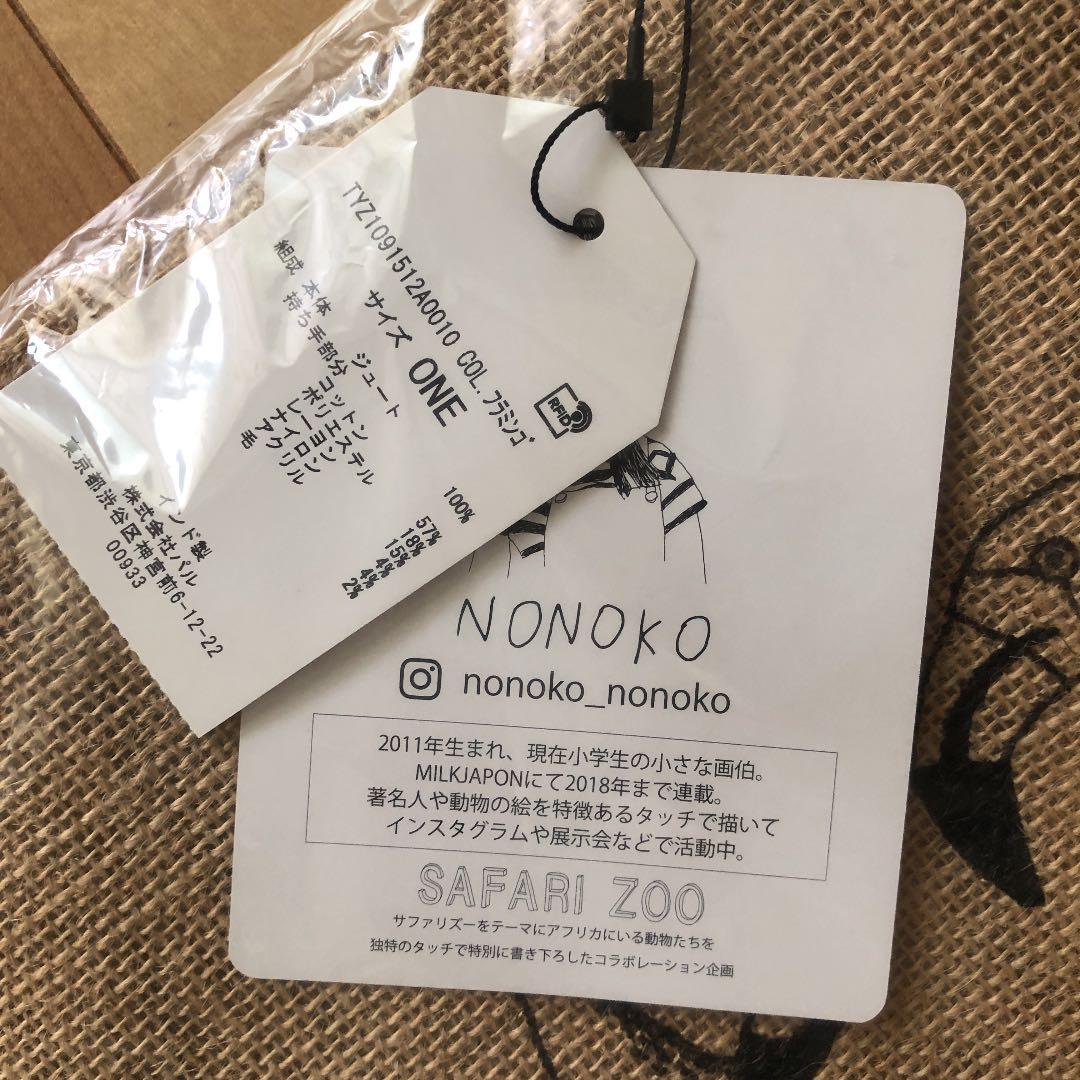 TYZ1091512A0010 COL.フラミンゴ
サイズ ONE
RFID
組成 本体 ジュート 100%
持ち手部分 コットン 57%
ポリエステル 18%
レーヨン 15%
ナイロン 4%
アクリル 4%
毛 2%
インド製
株式会社パル
東京都渋谷区神宮前6-12-22
00933
NONOKO
nonoko_nonoko
2011年生まれ、現在小学生の小さな画伯。
MILKJAPONにて2018年まで連載。
著名人や動物の絵を特徴あるタッチで描いて
インスタグラムや展示会などで活動中。
SAFARI ZOO
サファリズーをテーマにアフリカにいる動物たちを
独特のタッチで特別に書き下ろしたコラボレーション企画